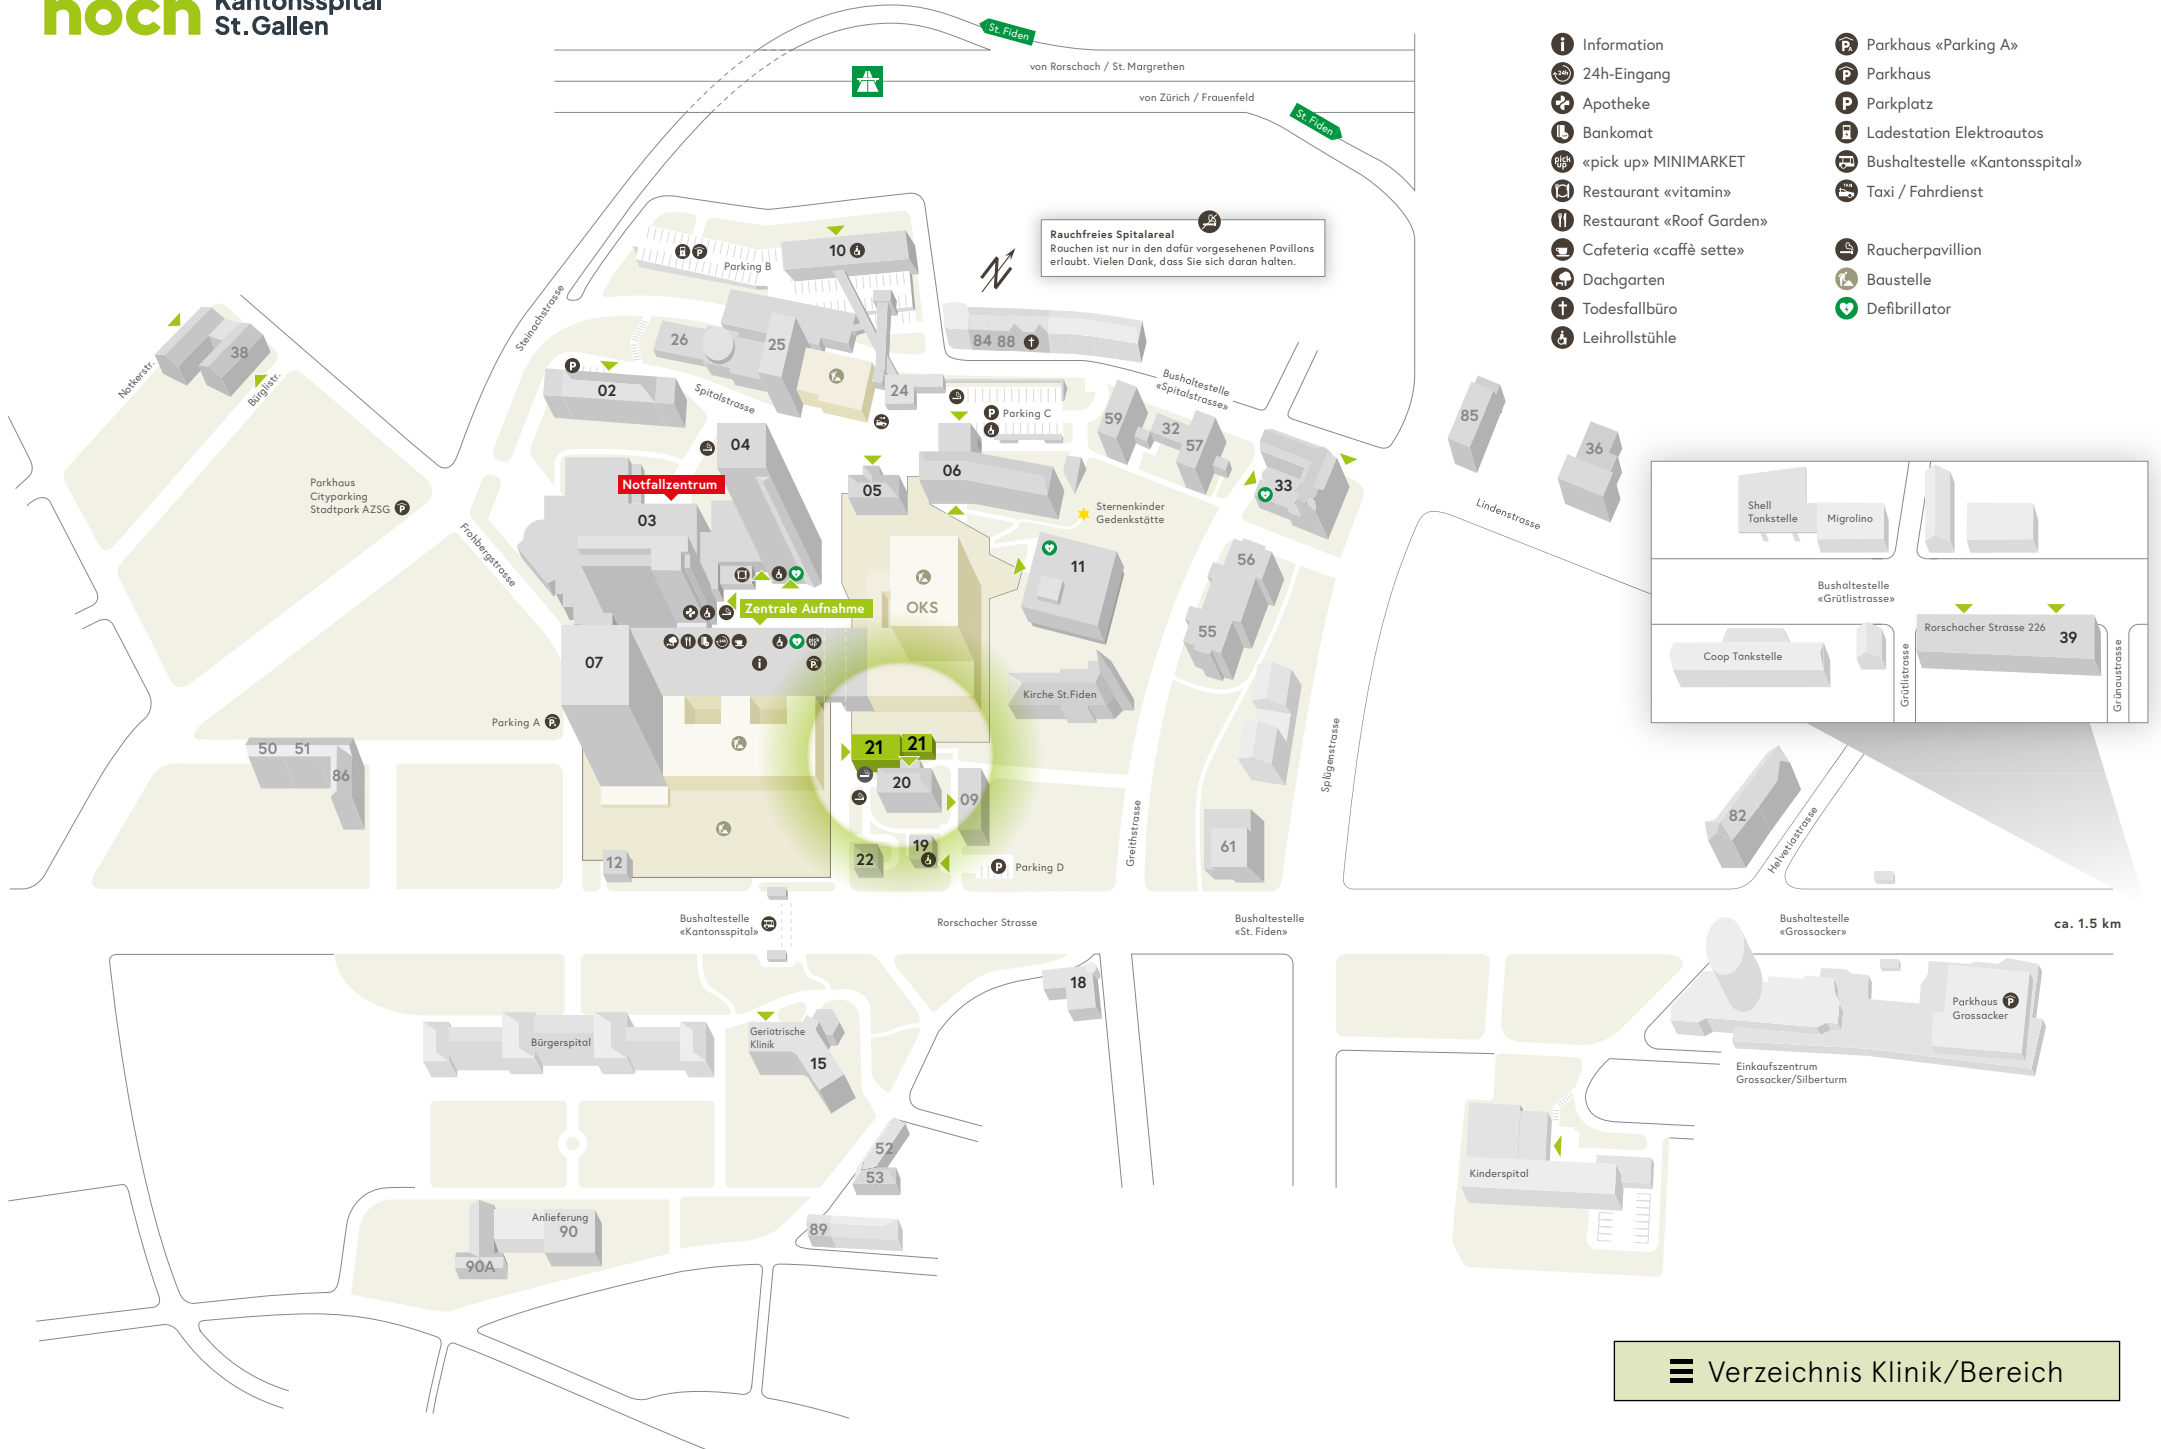 noch Kantonsspital
St.Gallen
St. Fiden
von Rorschach / St. Margrethen
von Zürich / Frauenfeld
St. Fiden
Information
24h-Eingang
Apotheke
Bankomat
«pick up» MINIMARKET
Restaurant «vitamin»
Restaurant «Roof Garden»
Cafeteria «caffè sette»
Dachgarten
Todesfallbüro
Leihrollstühle
Parkhaus «Parking A»
Parkhaus
Parkplatz
Ladestation Elektroautos
Bushaltestelle «Kantonsspital»
Taxi / Fahrdienst
Raucherpavillion
Baustelle
Defibrillator
Rauchfreies Spitalareal
Rauchen ist nur in den dafür vorgesehenen Pavillons
erlaubt. Vielen Dank, dass Sie sich daran halten.
N
10
Parking B
Steinachstrasse
26
25
84 88
38
Notkerstr.
Bürglistr.
02
Spitalstrasse
24
Parking C
Bushaltestelle
«Spitalstrasse»
59
32
57
85
36
04
06
05
33
Notfallzentrum
03
Parkhaus
Cityparking
Stadtpark AZSG
Frohbergstrasse
Sternenkinder
Gedenkstätte
11
56
55
Lindenstrasse
Shell
Tankstelle
Migrolino
Bushaltestelle
«Grütlistrasse»
Rorschacher Strasse 226
39
Coop Tankstelle
Grütlistrasse
Grünaustrasse
Zentrale Aufnahme
OKS
07
Kirche St.Fiden
Parking A
50 51
86
21
21
20
09
19
22
12
Parking D
Greithstrasse
Splügenstrasse
61
82
Helvetiastrasse
Bushaltestelle
«Kantonsspital»
Rorschacher Strasse
Bushaltestelle
«St. Fiden»
Bushaltestelle
«Grossacker»
ca. 1.5 km
18
Bürgerspital
Geriatrische
Klinik
15
Parkhaus
Grossacker
Einkaufszentrum
Grossacker/Silberturm
52
53
89
Kinderspital
Anlieferung
90
90A
Verzeichnis Klinik/Bereich